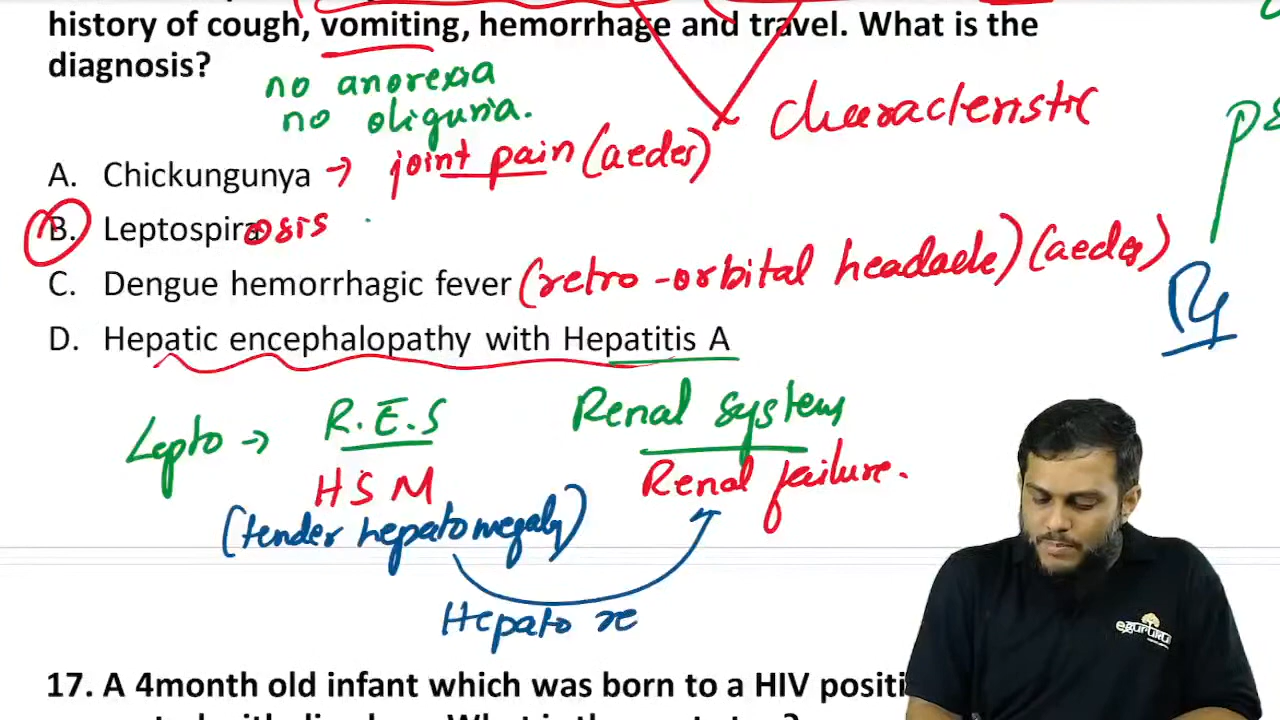 history of cough, vomiting, hemorrhage and travel. What is the
diagnosis?
no anorexia
no oliguria.
characteristic
A. Chickungunya → joint pain (aedes)
B. Leptospiraosis
C. Dengue hemorrhagic fever (retro-orbital headache) (aedes)
D. Hepatic encephalopathy with Hepatitis A
Lepto → R.E.S Renal system
HSM Renal failure.
(tender hepatomegaly)
Hepato re
egurukul
17. A 4month old infant which was born to a HIV positi